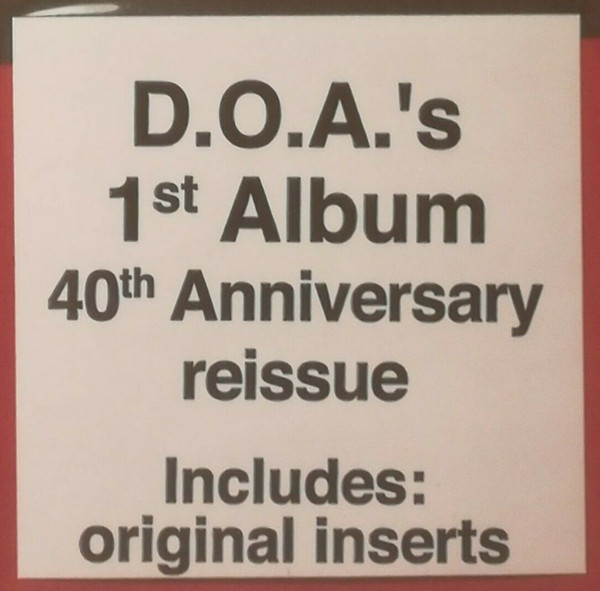 D.O.A.'s
1st Album
40th Anniversary
reissue
Includes:
original inserts